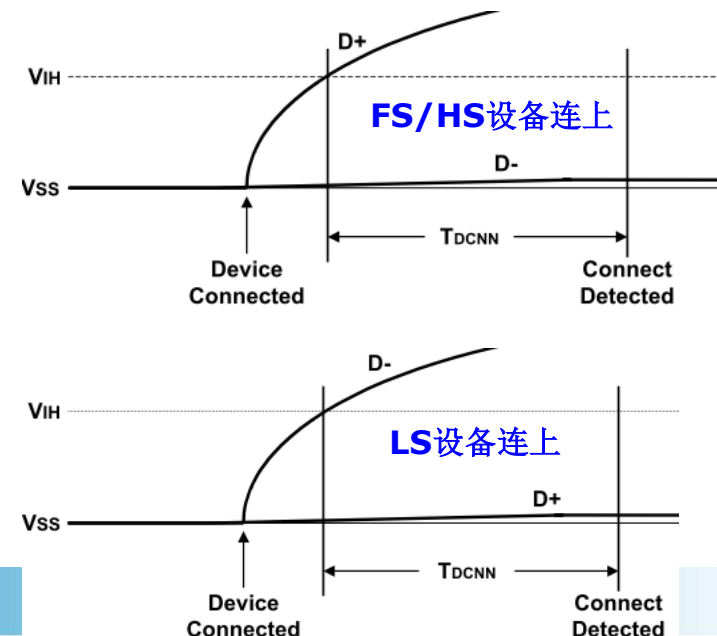 D+
VIH
FS/HS设备连上
D-
VSS
TDCNN
Device Connect
Connected Detected
D-
VIH
LS设备连上
D+
VSS
TDCNN
Device Connect
Connected Detected